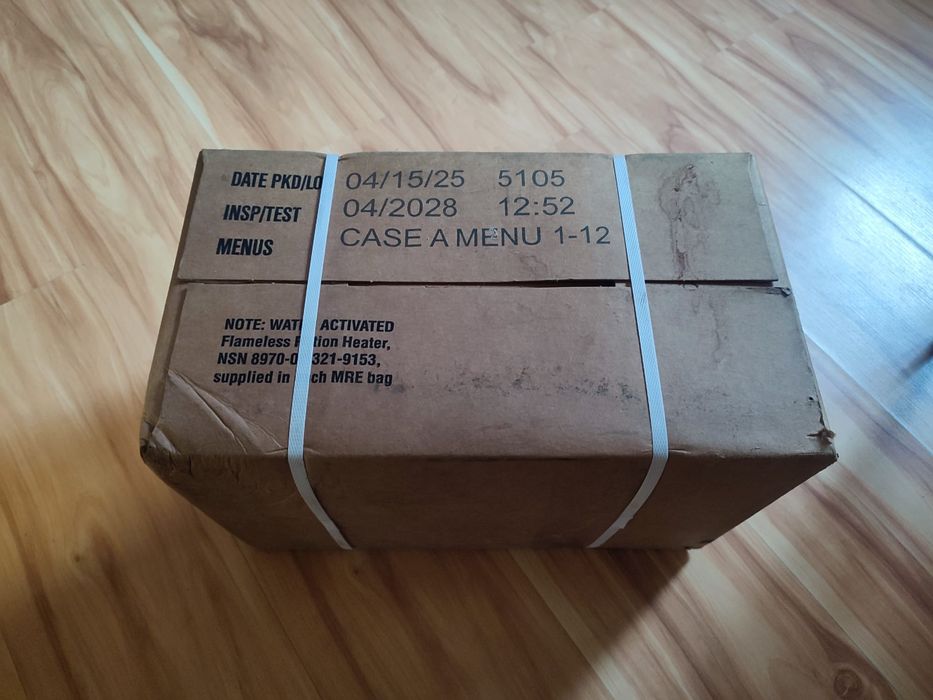 DATE PKD/LO 04/15/25 5105
INSP/TEST 04/2028 12:52
MENUS CASE A MENU 1-12
NOTE: WAT ACTIVATED
Flameless tion Heater,
NSN 8970-0 321-9153,
supplied in ch MRE bag